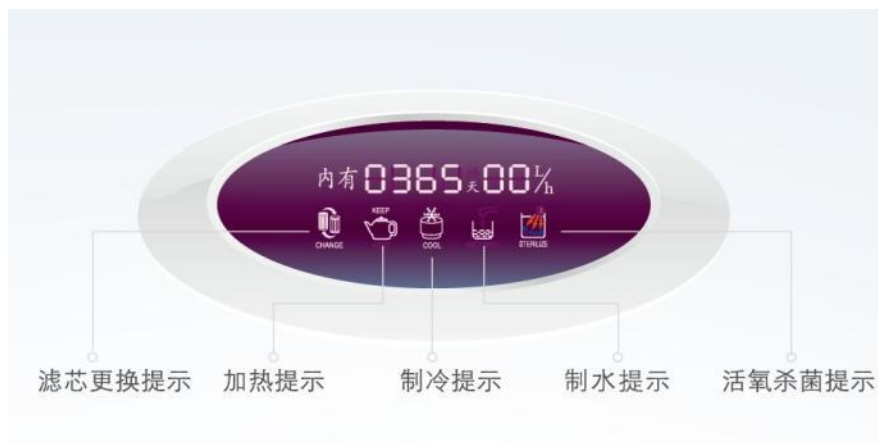 内有0365天00L/h
KEEP
CHANGE
COOL
STERILIZE
滤芯更换提示
加热提示
制冷提示
制水提示
活氧杀菌提示